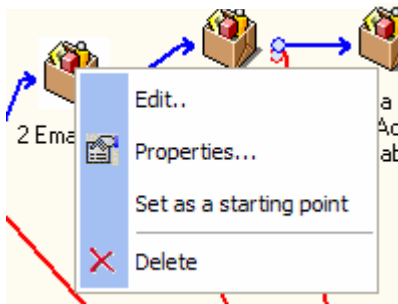 2 Ema
Edit..
Properties...
Set as a starting point
Delete
a
Ac
ab